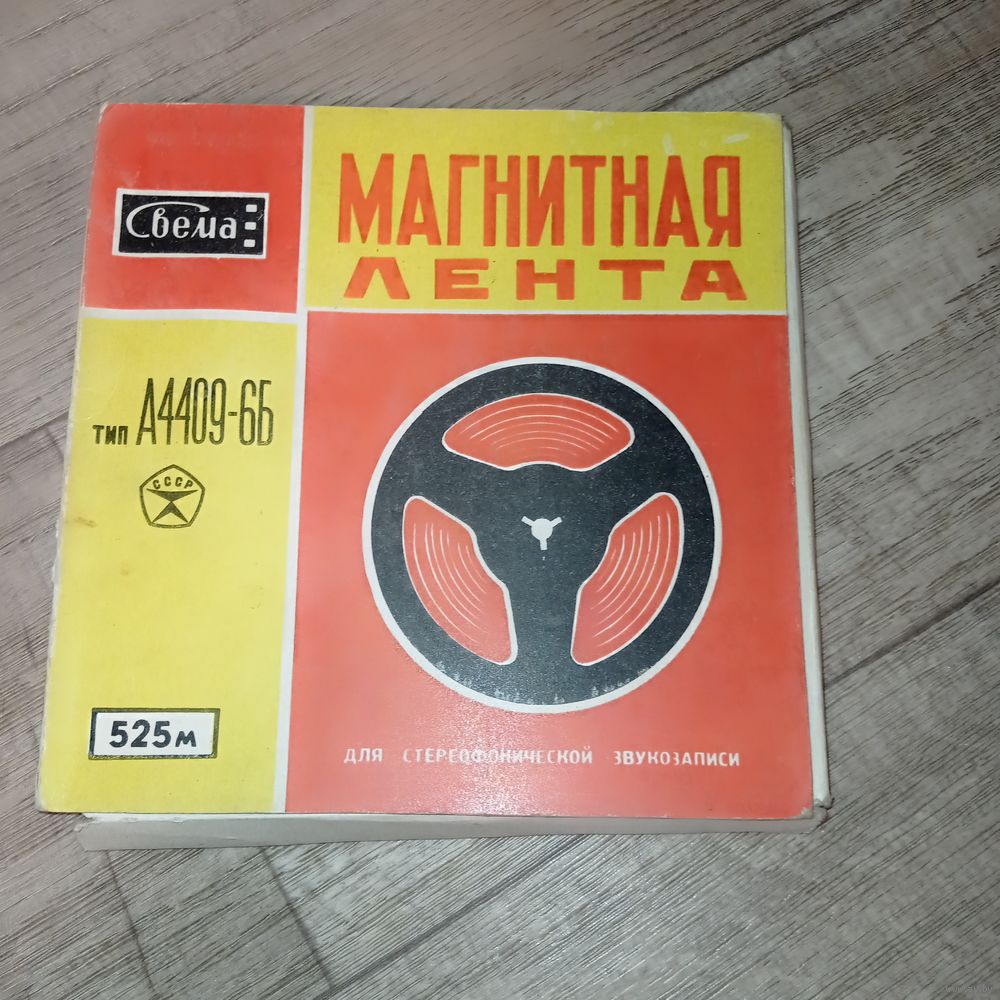 Свема
МАГНИТНАЯ
ЛЕНТА
тип А4409-6Б
СССР
525м
ДЛЯ СТЕРЕОФОНИЧЕСКОЙ ЗВУКОЗАПИСИ